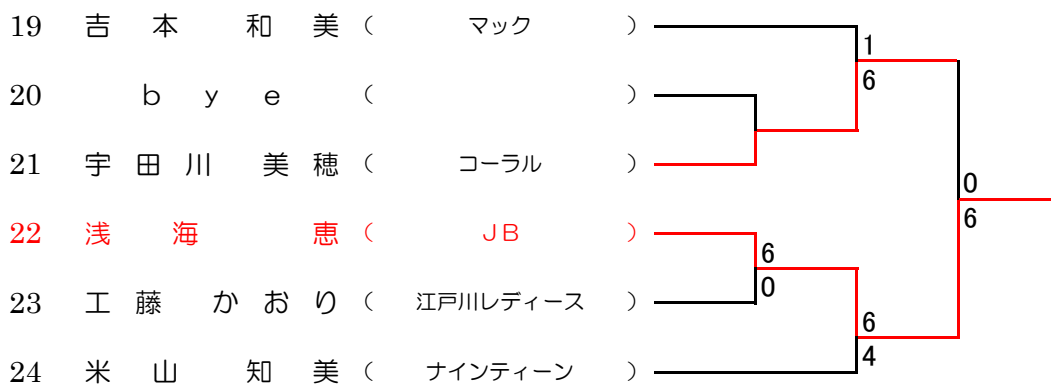 19 吉本 和美 ( マック )
1
6
20 bye ( )
21 宇田川 美穂 ( コーラル )
0
6
22 浅海 恵 ( JB )
6
0
23 工藤 かおり ( 江戸川レディース )
6
4
24 米山 知美 ( ナインティーン )